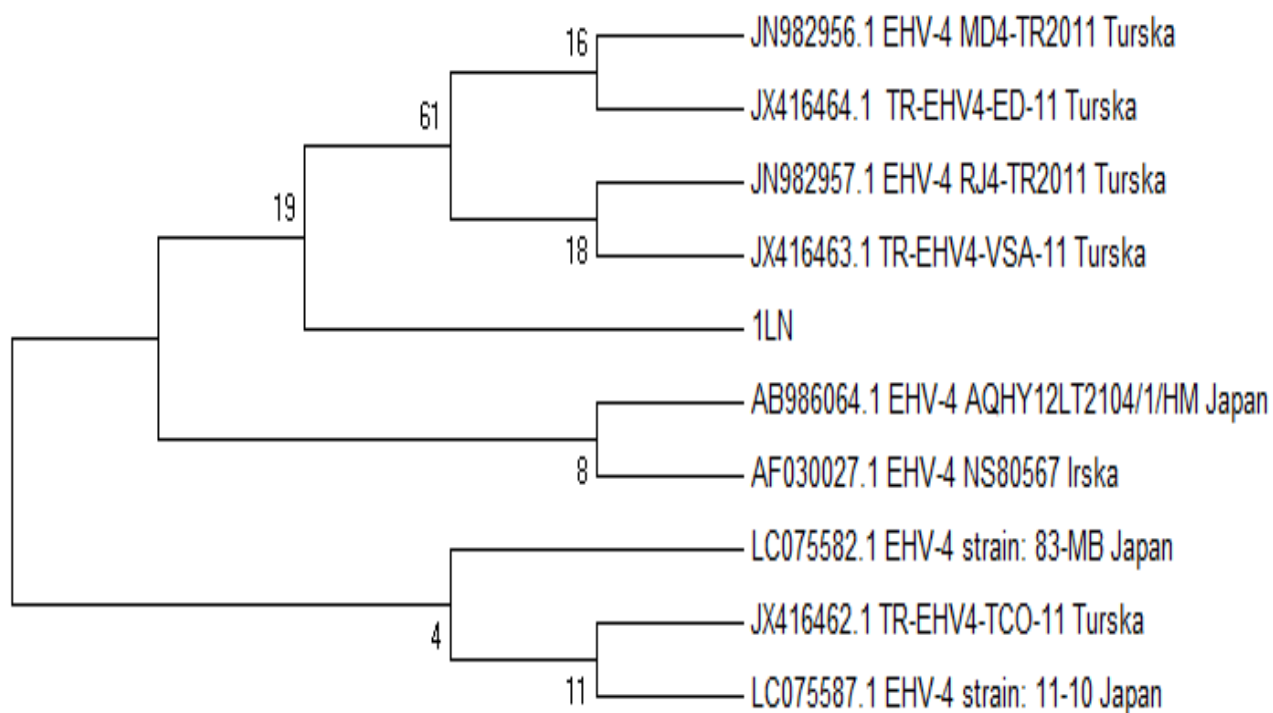 16
JN982956.1 EHV-4 MD4-TR2011 Turska
JX416464.1 TR-EHV4-ED-11 Turska
61
JN982957.1 EHV-4 RJ4-TR2011 Turska
19
18
JX416463.1 TR-EHV4-VSA-11 Turska
1LN
AB986064.1 EHV-4 AQHY12LT2104/1/HM Japan
8
AF030027.1 EHV-4 NS80567 Irska
LC075582.1 EHV-4 strain: 83-MB Japan
4
JX416462.1 TR-EHV4-TCO-11 Turska
11
LC075587.1 EHV-4 strain: 11-10 Japan